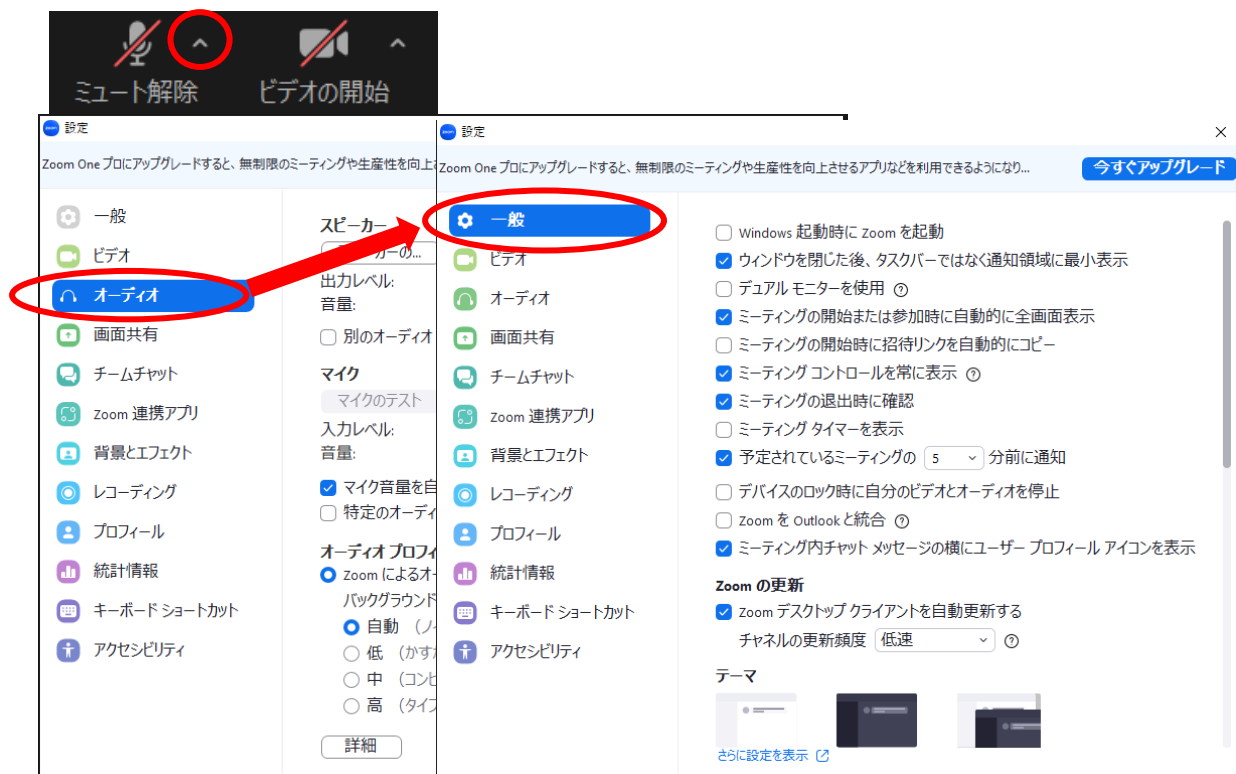 ミュート解除
ビデオの開始
設定
Zoom One プロにアップグレードすると、無制限のミーティングや生産性を向上
一般
ビデオ
オーディオ
画面共有
チームチャット
Zoom 連携アプリ
背景とエフェクト
レコーディング
プロフィール
統計情報
キーボード ショートカット
アクセシビリティ
スピーカー
カーの...
出力レベル:
音量:
別のオーディオ
マイク
マイクのテスト
入力レベル:
音量:
マイク音量を自
特定のオーディ
オーディオ プロフィ
Zoom によるオー
バックグラウンド
自動 (ノイ
低 (かすか
中 (コンピ
高 (タイプ
詳細
zoom 設定
Zoom One プロにアップグレードすると、無制限のミーティングや生産性を向上させるアプリなどを利用できるようになり...
今すぐアップグレード
一般
ビデオ
オーディオ
画面共有
チームチャット
Zoom 連携アプリ
背景とエフェクト
レコーディング
プロフィール
統計情報
キーボード ショートカット
アクセシビリティ
Windows 起動時に Zoom を起動
ウィンドウを閉じた後、タスクバーではなく通知領域に最小表示
デュアル モニターを使用
ミーティングの開始または参加時に自動的に全画面表示
ミーティングの開始時に招待リンクを自動的にコピー
ミーティング コントロールを常に表示
ミーティングの退出時に確認
ミーティング タイマーを表示
予定されているミーティングの 5 分前に通知
デバイスのロック時に自分のビデオとオーディオを停止
Zoom を Outlook と統合
ミーティング内チャット メッセージの横にユーザー プロフィール アイコンを表示
Zoom の更新
Zoom デスクトップ クライアントを自動更新する
チャネルの更新頻度 低速
テーマ
さらに設定を表示